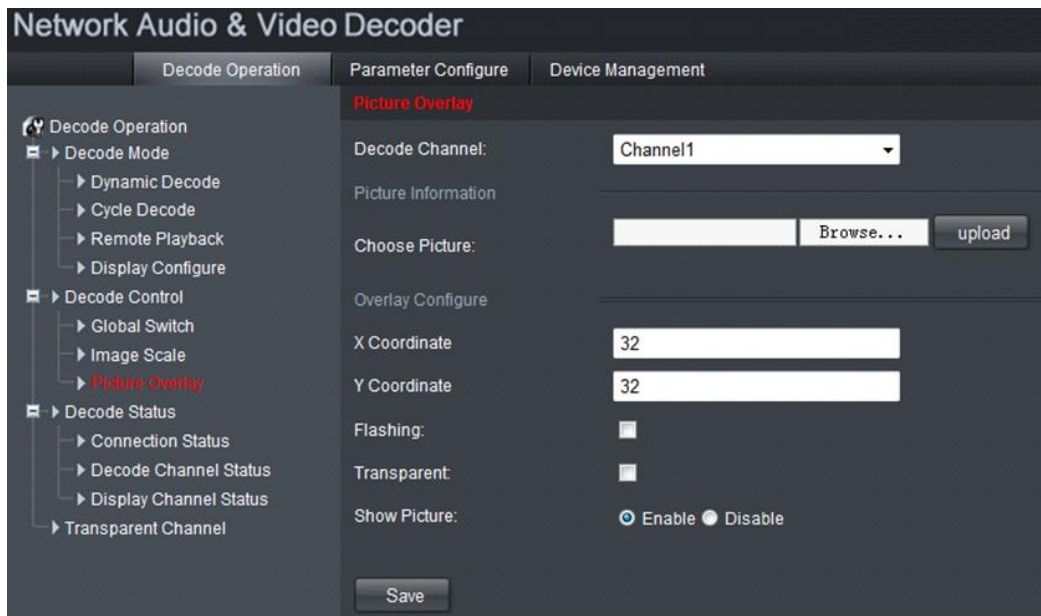 Network Audio & Video Decoder
Decode Operation
Parameter Configure
Device Management
Decode Operation
Decode Mode
Dynamic Decode
Cycle Decode
Remote Playback
Display Configure
Decode Control
Global Switch
Image Scale
Picture Overlay
Decode Status
Connection Status
Decode Channel Status
Display Channel Status
Transparent Channel
Picture Overlay
Decode Channel: Channel1
Picture Information
Choose Picture: Browse... upload
Overlay Configure
X Coordinate 32
Y Coordinate 32
Flashing:
Transparent:
Show Picture: Enable Disable
Save